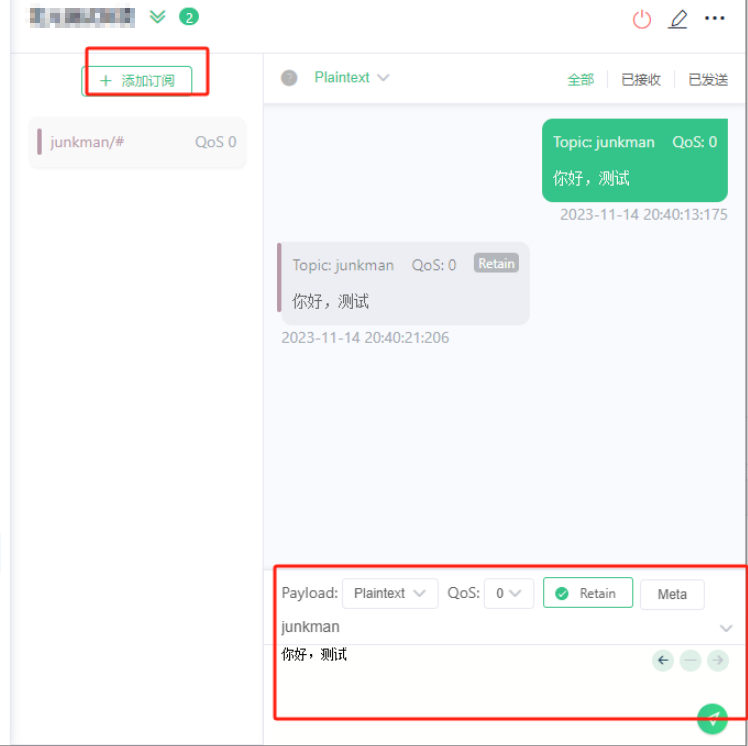 2
+ 添加订阅
junkman/# QoS 0
Plaintext
全部 已接收 已发送
Topic: junkman QoS: 0
你好，测试
2023-11-14 20:40:13:175
Topic: junkman QoS: 0 Retain
你好，测试
2023-11-14 20:40:21:206
Payload: Plaintext QoS: 0 Retain Meta
junkman
你好，测试